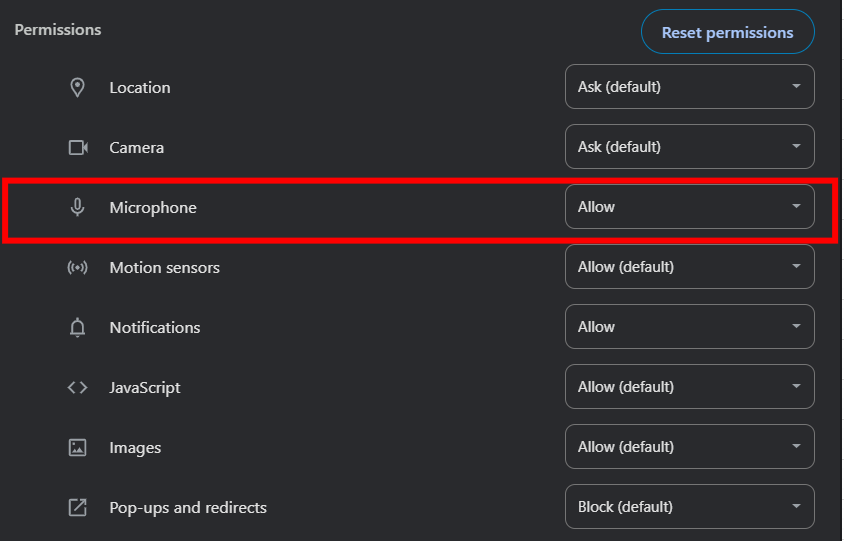 Permissions
Reset permissions
Location
Ask (default)
Camera
Ask (default)
Microphone
Allow
Motion sensors
Allow (default)
Notifications
Allow
JavaScript
Allow (default)
Images
Allow (default)
Pop-ups and redirects
Block (default)